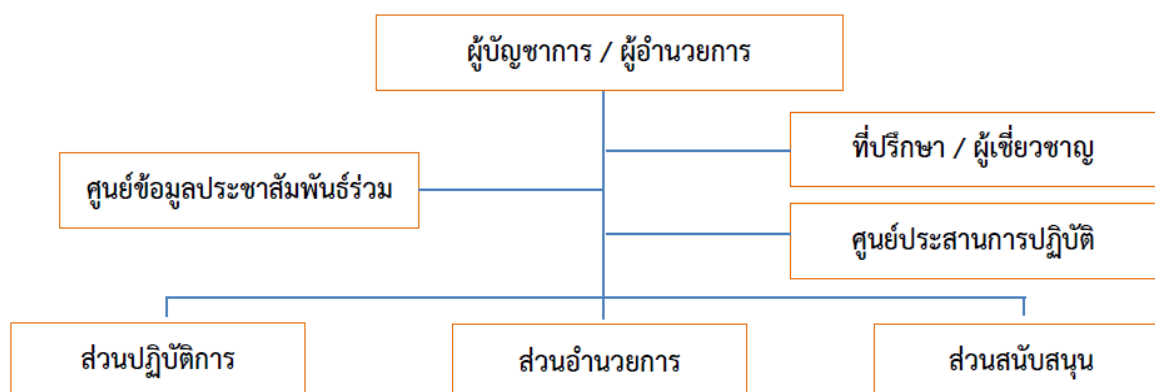 ผู้บัญชาการ / ผู้อำนวยการ
ที่ปรึกษา / ผู้เชี่ยวชาญ
ศูนย์ข้อมูลประชาสัมพันธ์ร่วม
ศูนย์ประสานการปฏิบัติ
ส่วนปฏิบัติการ
ส่วนอำนวยการ
ส่วนสนับสนุน